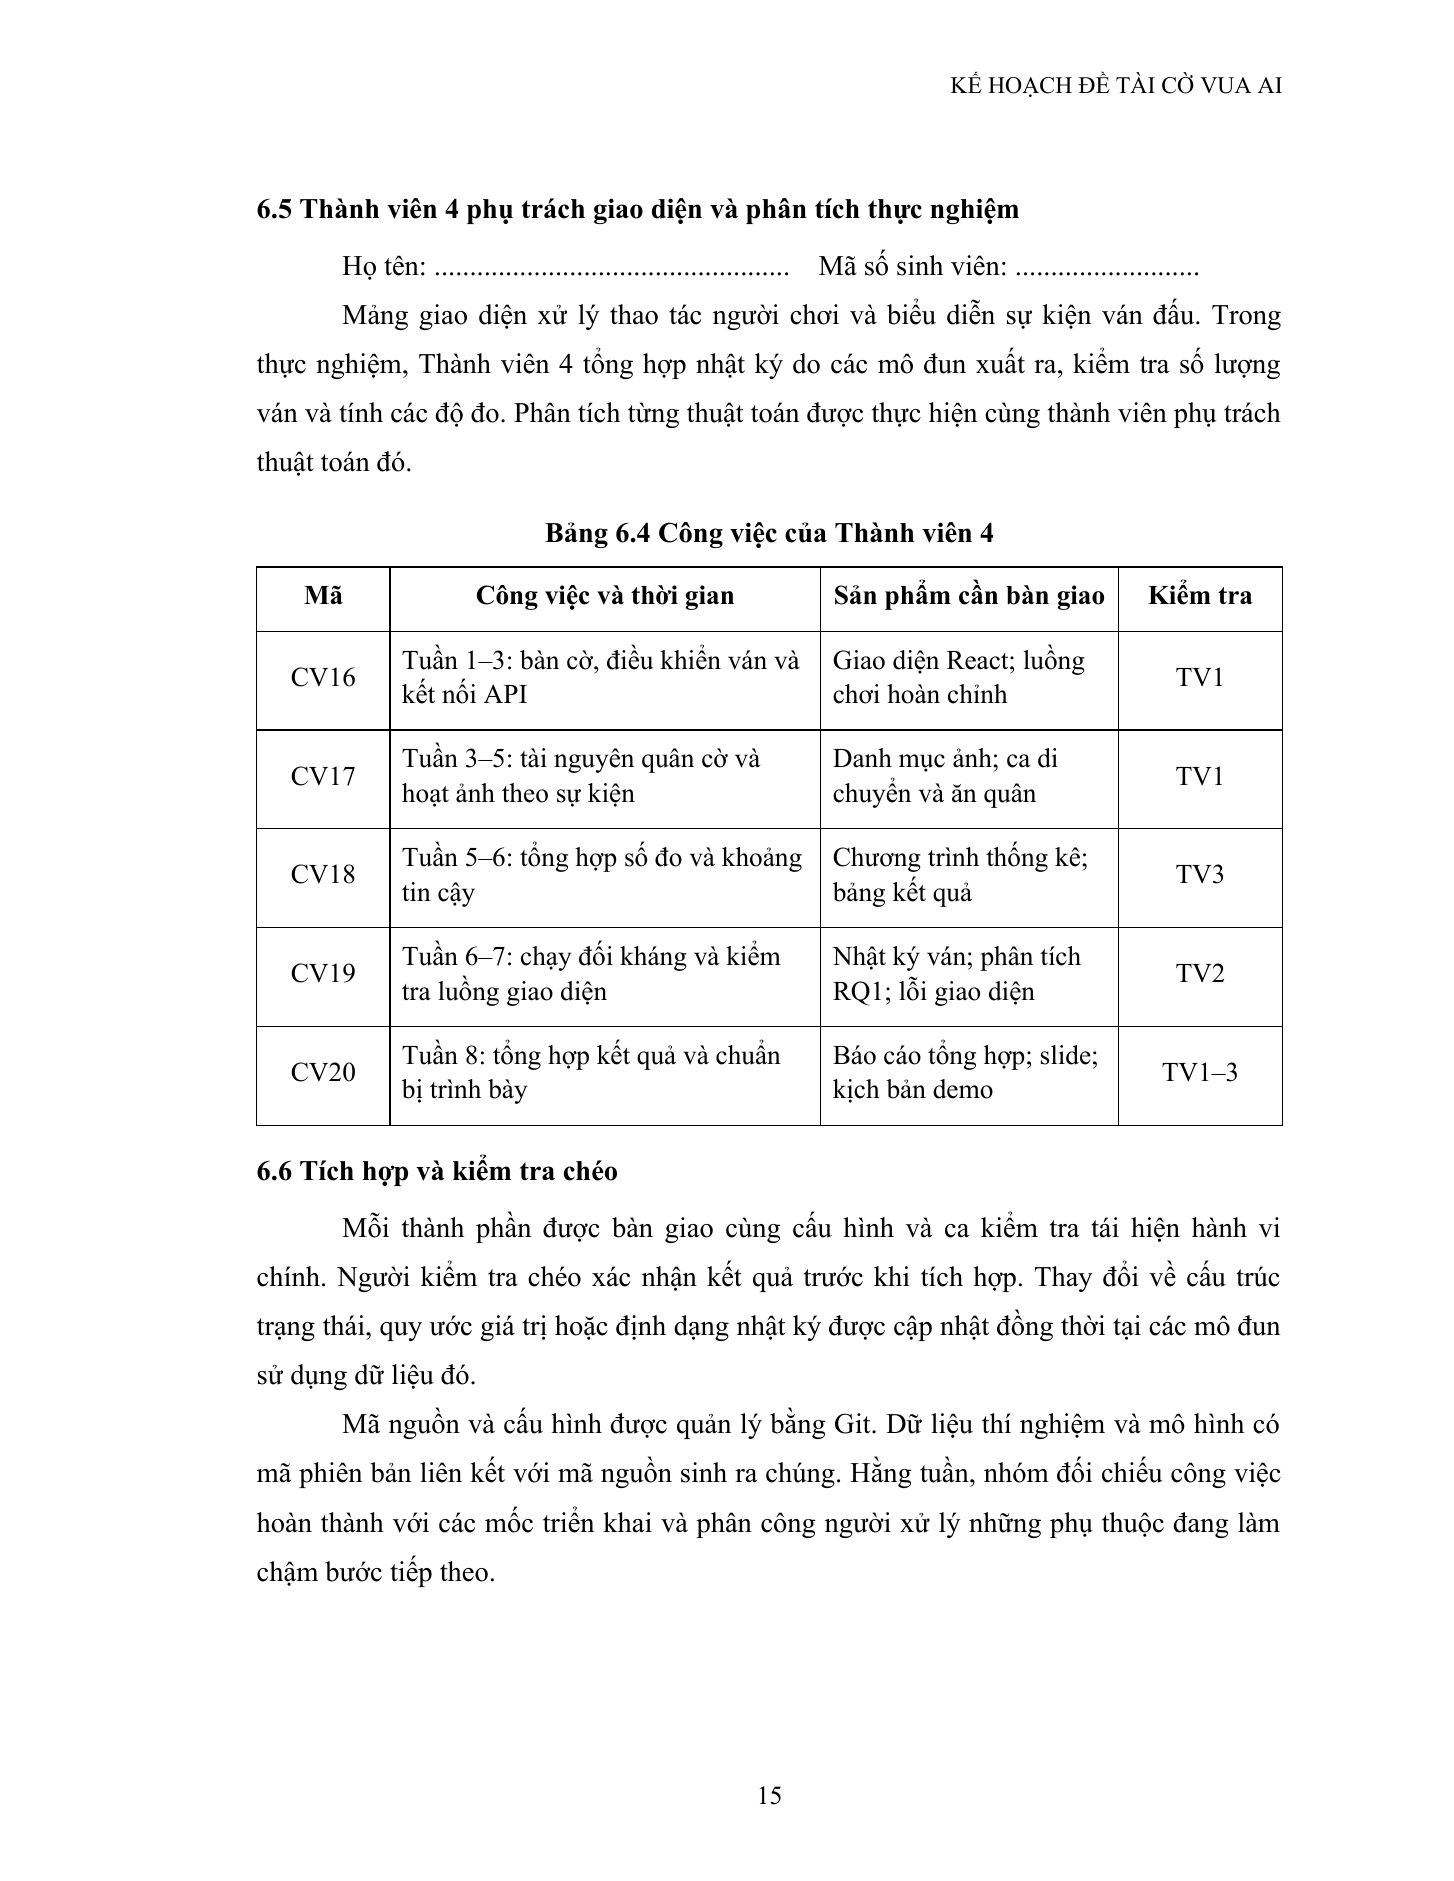 KẾ HOẠCH ĐỀ TÀI CỜ VUA AI
6.5 Thành viên 4 phụ trách giao diện và phân tích thực nghiệm
Họ tên: .................................................. Mã số sinh viên: ..........................
Mảng giao diện xử lý thao tác người chơi và biểu diễn sự kiện ván đấu. Trong
thực nghiệm, Thành viên 4 tổng hợp nhật ký do các mô đun xuất ra, kiểm tra số lượng
ván và tính các độ đo. Phân tích từng thuật toán được thực hiện cùng thành viên phụ trách
thuật toán đó.
Bảng 6.4 Công việc của Thành viên 4
Mã Công việc và thời gian Sản phẩm cần bàn giao Kiểm tra
CV16
Tuần 1–3: bàn cờ, điều khiển ván và
kết nối API
Giao diện React; luồng
chơi hoàn chỉnh
TV1
CV17
Tuần 3–5: tài nguyên quân cờ và
hoạt ảnh theo sự kiện
Danh mục ảnh; ca di
chuyển và ăn quân
TV1
CV18
Tuần 5–6: tổng hợp số đo và khoảng
tin cậy
Chương trình thống kê;
bảng kết quả
TV3
CV19
Tuần 6–7: chạy đối kháng và kiểm
tra luồng giao diện
Nhật ký ván; phân tích
RQ1; lỗi giao diện
TV2
CV20
Tuần 8: tổng hợp kết quả và chuẩn
bị trình bày
Báo cáo tổng hợp; slide;
kịch bản demo
TV1–3
6.6 Tích hợp và kiểm tra chéo
Mỗi thành phần được bàn giao cùng cấu hình và ca kiểm tra tái hiện hành vi
chính. Người kiểm tra chéo xác nhận kết quả trước khi tích hợp. Thay đổi về cấu trúc
trạng thái, quy ước giá trị hoặc định dạng nhật ký được cập nhật đồng thời tại các mô đun
sử dụng dữ liệu đó.
Mã nguồn và cấu hình được quản lý bằng Git. Dữ liệu thí nghiệm và mô hình có
mã phiên bản liên kết với mã nguồn sinh ra chúng. Hằng tuần, nhóm đối chiếu công việc
hoàn thành với các mốc triển khai và phân công người xử lý những phụ thuộc đang làm
chậm bước tiếp theo.
15